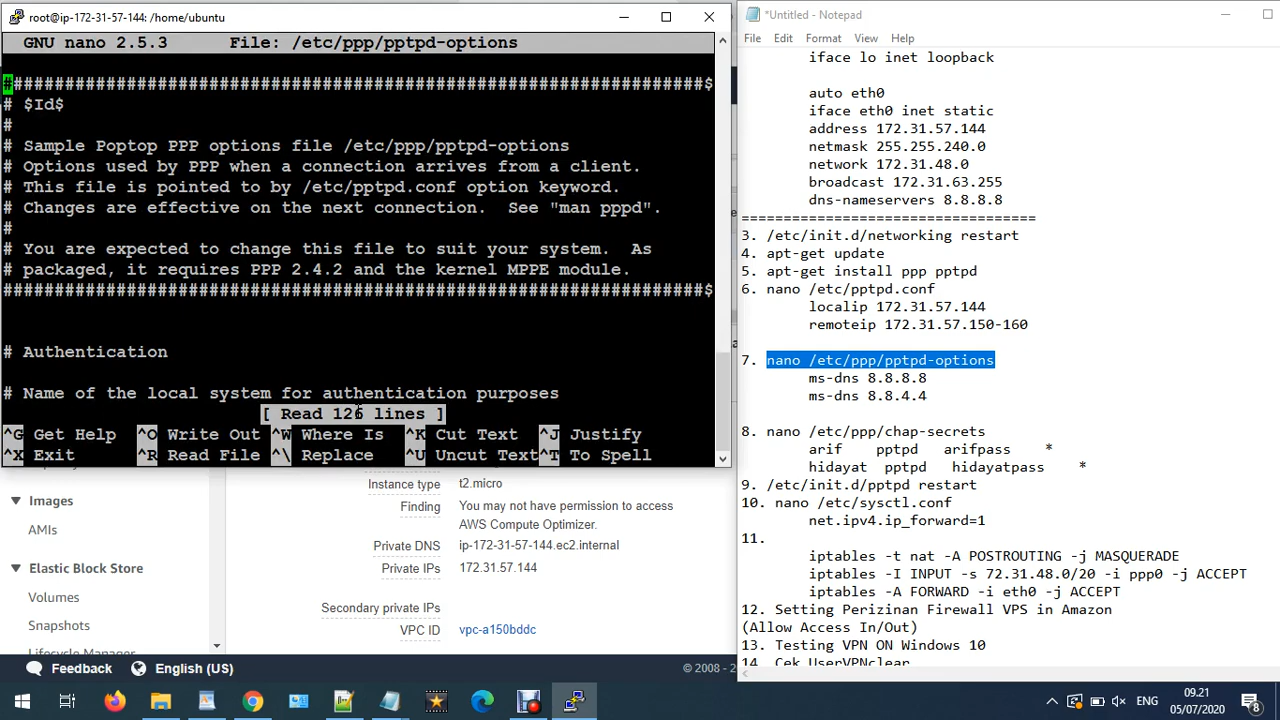 root@ip-172-31-57-144: /home/ubuntu
GNU nano 2.5.3 File: /etc/ppp/pptpd-options
###################################################################$
# $Id$
#
# Sample Poptop PPP options file /etc/ppp/pptpd-options
# Options used by PPP when a connection arrives from a client.
# This file is pointed to by /etc/pptpd.conf option keyword.
# Changes are effective on the next connection. See "man pppd".
#
# You are expected to change this file to suit your system. As
# packaged, it requires PPP 2.4.2 and the kernel MPPE module.
###################################################################$
# Authentication
# Name of the local system for authentication purposes
[ Read 126 lines ]
^G Get Help ^O Write Out ^W Where Is ^K Cut Text ^J Justify
^X Exit ^R Read File ^\ Replace ^U Uncut Text ^T To Spell
Images
AMIs
Elastic Block Store
Volumes
Snapshots
Instance type t2.micro
Finding You may not have permission to access
AWS Compute Optimizer.
Private DNS ip-172-31-57-144.ec2.internal
Private IPs 172.31.57.144
Secondary private IPs
VPC ID vpc-a150bddc
Feedback English (US) © 2008 - 2
*Untitled - Notepad
File Edit Format View Help
iface lo inet loopback
auto eth0
iface eth0 inet static
address 172.31.57.144
netmask 255.255.240.0
network 172.31.48.0
broadcast 172.31.63.255
dns-nameservers 8.8.8.8
===================================
3. /etc/init.d/networking restart
4. apt-get update
5. apt-get install ppp pptpd
6. nano /etc/pptpd.conf
localip 172.31.57.144
remoteip 172.31.57.150-160
7. nano /etc/ppp/pptpd-options
ms-dns 8.8.8.8
ms-dns 8.8.4.4
8. nano /etc/ppp/chap-secrets
arif pptpd arifpass *
hidayat pptpd hidayatpass *
9. /etc/init.d/pptpd restart
10. nano /etc/sysctl.conf
net.ipv4.ip_forward=1
11.
iptables -t nat -A POSTROUTING -j MASQUERADE
iptables -I INPUT -s 72.31.48.0/20 -i ppp0 -j ACCEPT
iptables -A FORWARD -i eth0 -j ACCEPT
12. Setting Perizinan Firewall VPS in Amazon
(Allow Access In/Out)
13. Testing VPN ON Windows 10
14. Cek UserVPNclear
ENG
09.21
05/07/2020
8